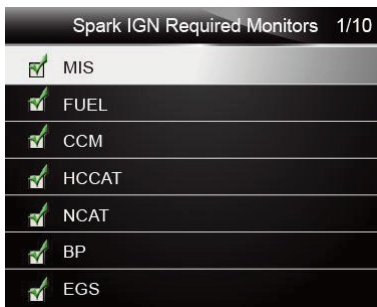 Spark IGN Required Monitors 1/10
MIS
FUEL
CCM
HCCAT
NCAT
BP
EGS